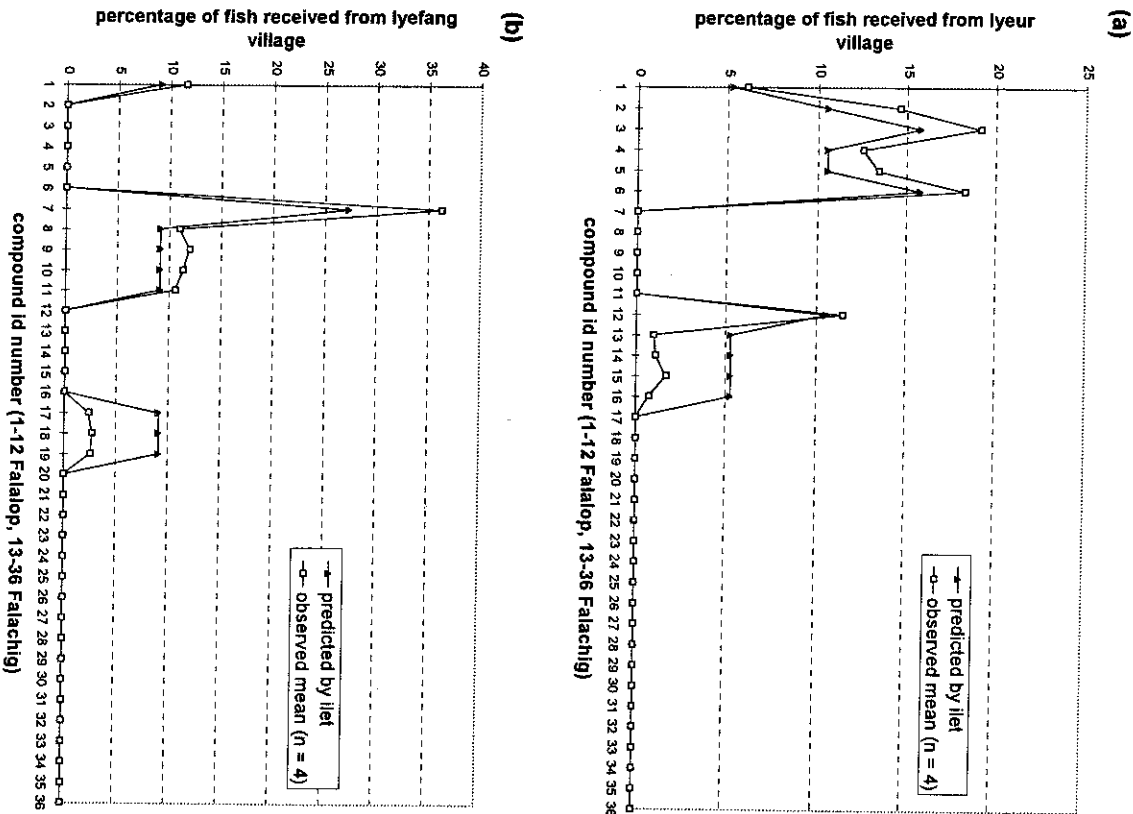 (a)
percentage of fish received from Iyeur
village
25
20
15
10
5
0
1 2 3 4 5 6 7 8 9 10 11 12 13 14 15 16 17 18 19 20 21 22 23 24 25 26 27 28 29 30 31 32 33 34 35 36
compound id number (1-12 Falalop, 13-36 Falachig)
predicted by ilet
observed mean (n = 4)
(b)
percentage of fish received from Iyefang
village
40
35
30
25
20
15
10
5
0
1 2 3 4 5 6 7 8 9 10 11 12 13 14 15 16 17 18 19 20 21 22 23 24 25 26 27 28 29 30 31 32 33 34 35 36
compound id number (1-12 Falalop, 13-36 Falachig)
predicted by ilet
observed mean (n = 4)